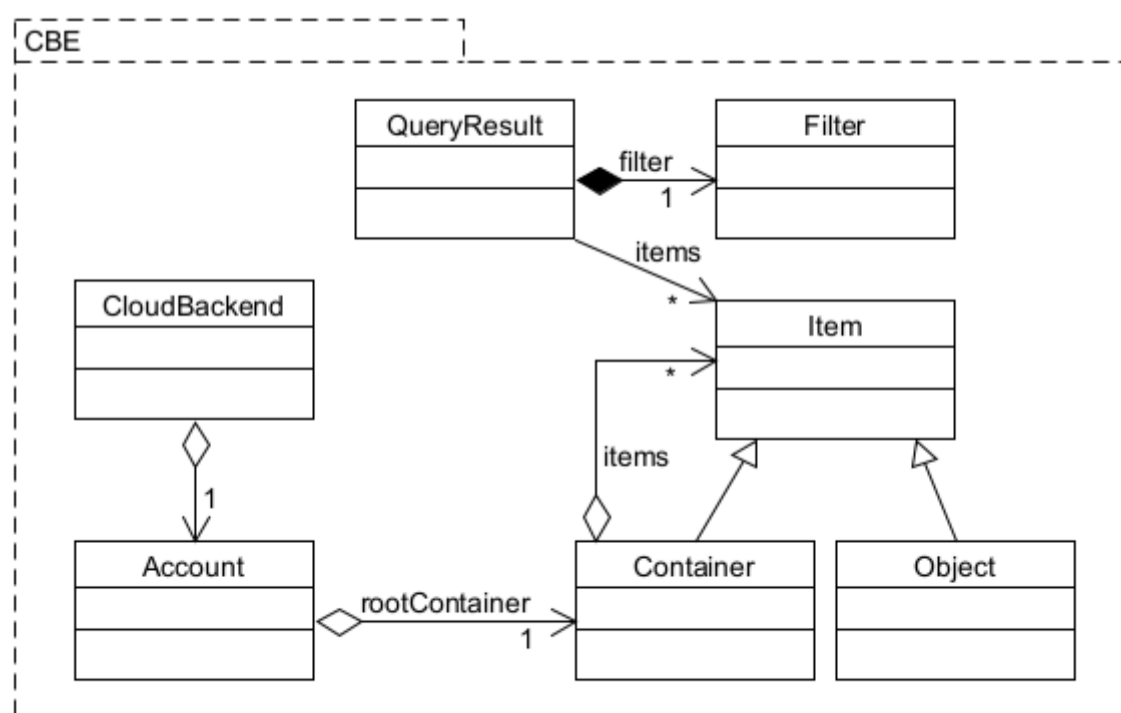 CBE
QueryResult
Filter
filter
1
items
*
CloudBackend
Item
*
items
1
Account
Container
Object
rootContainer
1